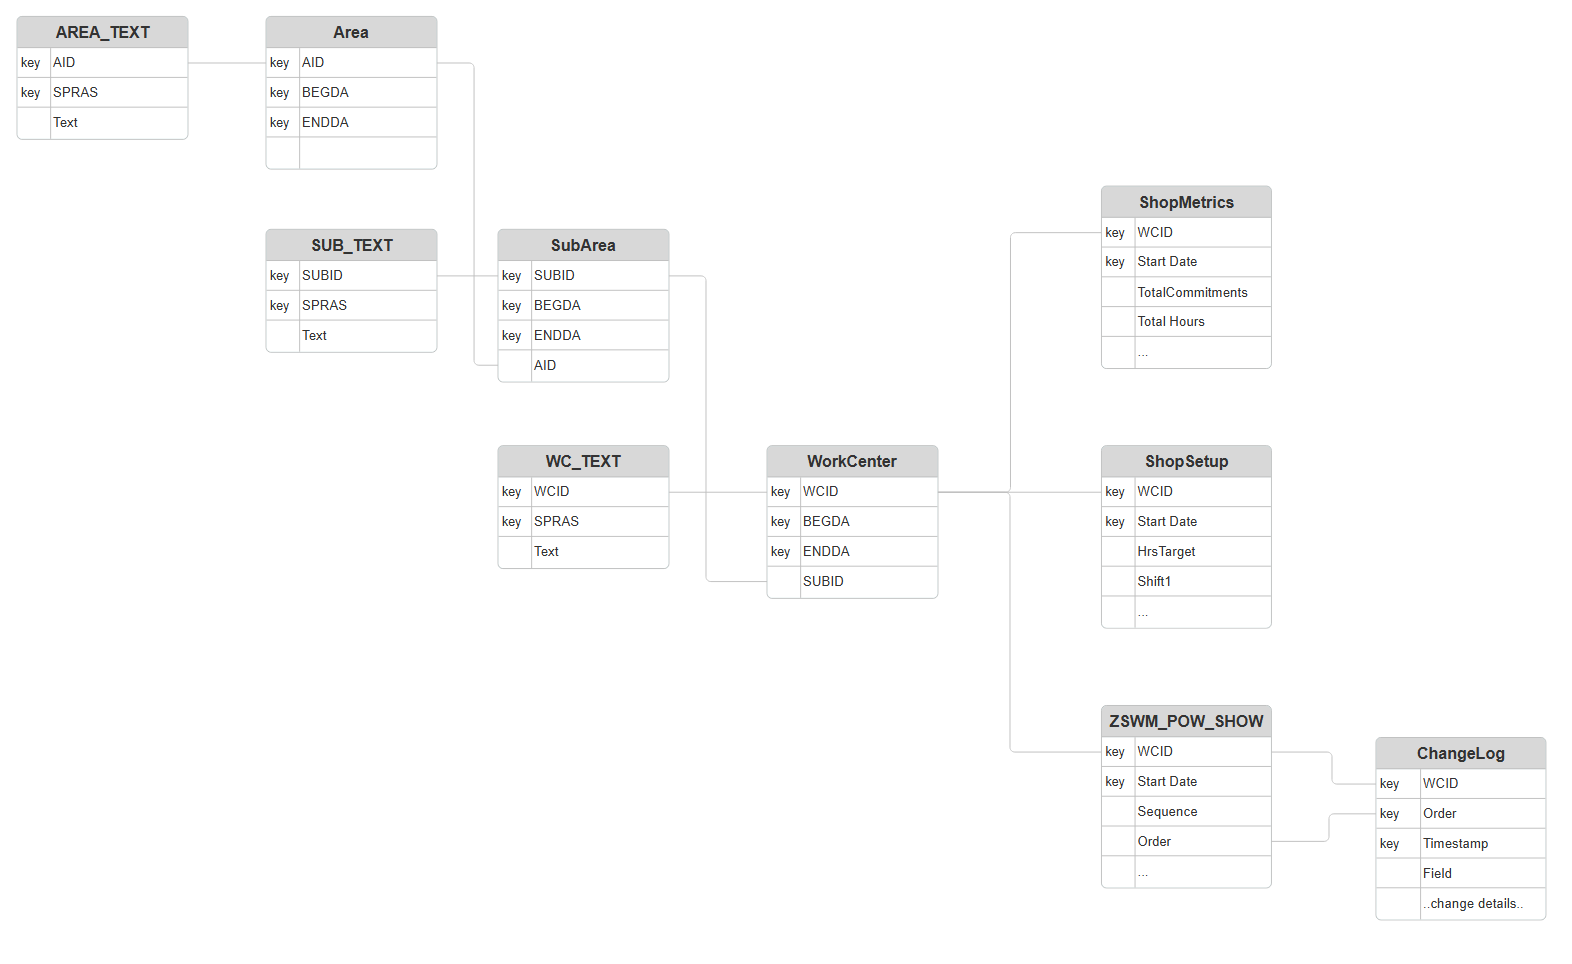 AREA_TEXT
key AID
key SPRAS
Text
Area
key AID
key BEGDA
key ENDDA
SUB_TEXT
key SUBID
key SPRAS
Text
SubArea
key SUBID
key BEGDA
key ENDDA
AID
WC_TEXT
key WCID
key SPRAS
Text
WorkCenter
key WCID
key BEGDA
key ENDDA
SUBID
ShopMetrics
key WCID
key Start Date
TotalCommitments
Total Hours
...
ShopSetup
key WCID
key Start Date
HrsTarget
Shift1
...
ZSWM_POW_SHOW
key WCID
key Start Date
Sequence
Order
...
ChangeLog
key WCID
key Order
key Timestamp
Field
..change details..